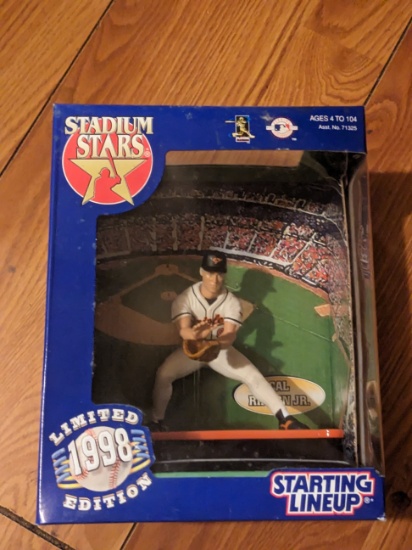 STADIUM
STARS
AGES 4 TO 104
Asst. No. 71325
CAL
RIPKEN JR.
LIMITED
1998
EDITION
STARTING
LINEUP®